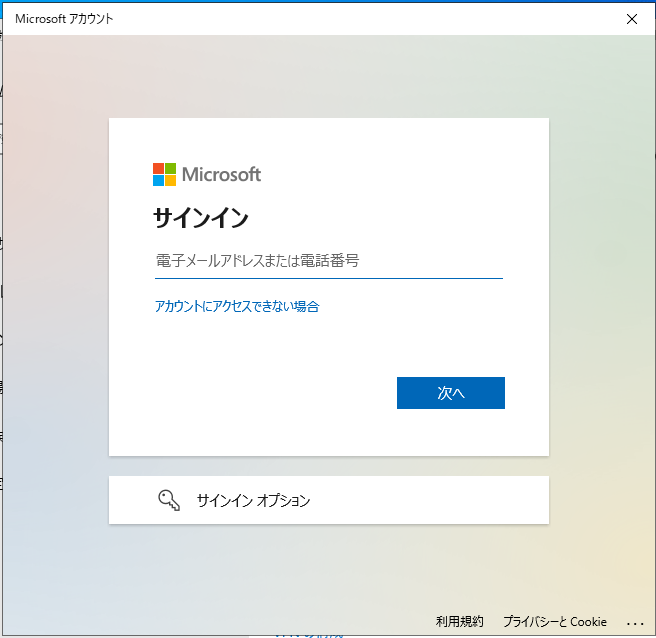 Microsoft アカウント
Microsoft
サインイン
電子メールアドレスまたは電話番号
アカウントにアクセスできない場合
次へ
サインイン オプション
利用規約 プライバシーと Cookie ...